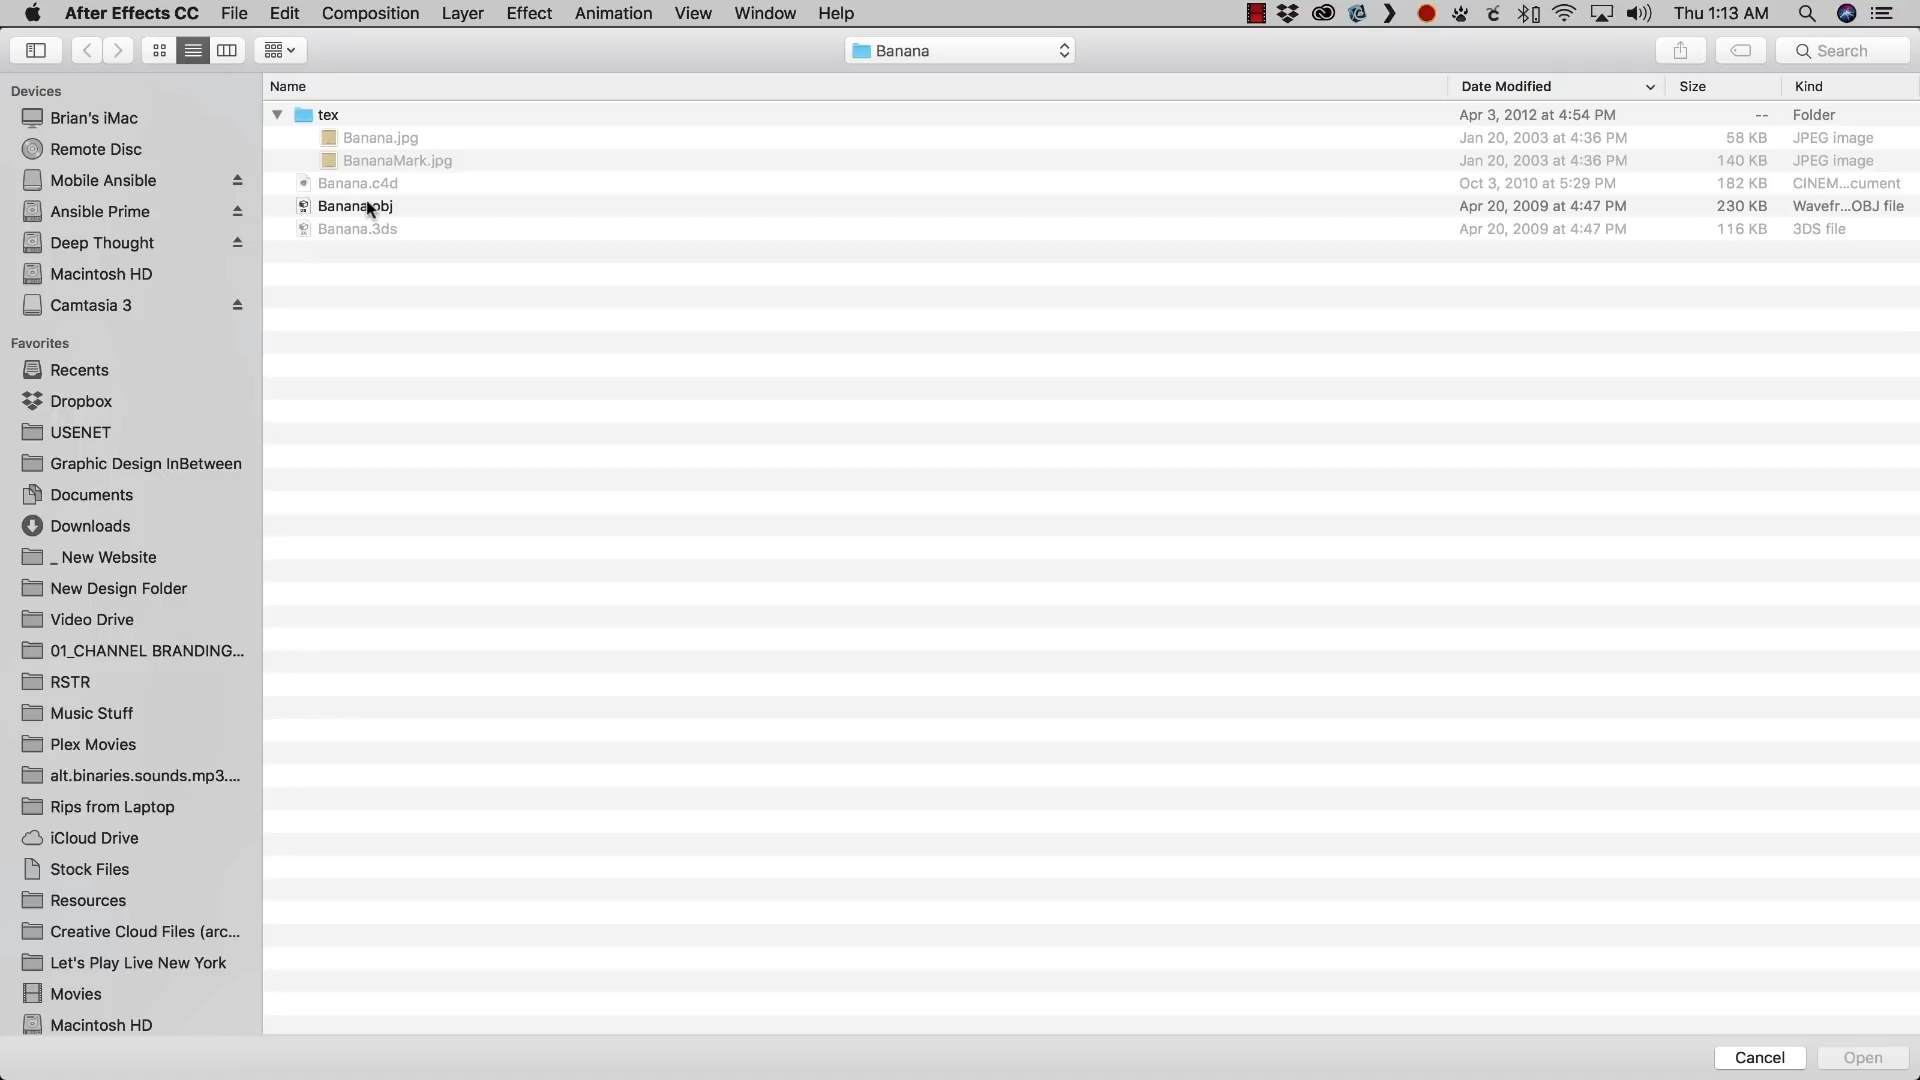 After Effects CC File Edit Composition Layer Effect Animation View Window Help Thu 1:13 AM
Banana Search
Devices
Brian's iMac
Remote Disc
Mobile Ansible
Ansible Prime
Deep Thought
Macintosh HD
Camtasia 3
Favorites
Recents
Dropbox
USENET
Graphic Design InBetween
Documents
Downloads
_ New Website
New Design Folder
Video Drive
01_CHANNEL BRANDING...
RSTR
Music Stuff
Plex Movies
alt.binaries.sounds.mp3....
Rips from Laptop
iCloud Drive
Stock Files
Resources
Creative Cloud Files (arc...
Let's Play Live New York
Movies
Macintosh HD
Name Date Modified Size Kind
tex Apr 3, 2012 at 4:54 PM -- Folder
Banana.jpg Jan 20, 2003 at 4:36 PM 58 KB JPEG image
BananaMark.jpg Jan 20, 2003 at 4:36 PM 140 KB JPEG image
Banana.c4d Oct 3, 2010 at 5:29 PM 182 KB CINEM...cument
Banana.obj Apr 20, 2009 at 4:47 PM 230 KB Wavefr...OBJ file
Banana.3ds Apr 20, 2009 at 4:47 PM 116 KB 3DS file
Cancel Open